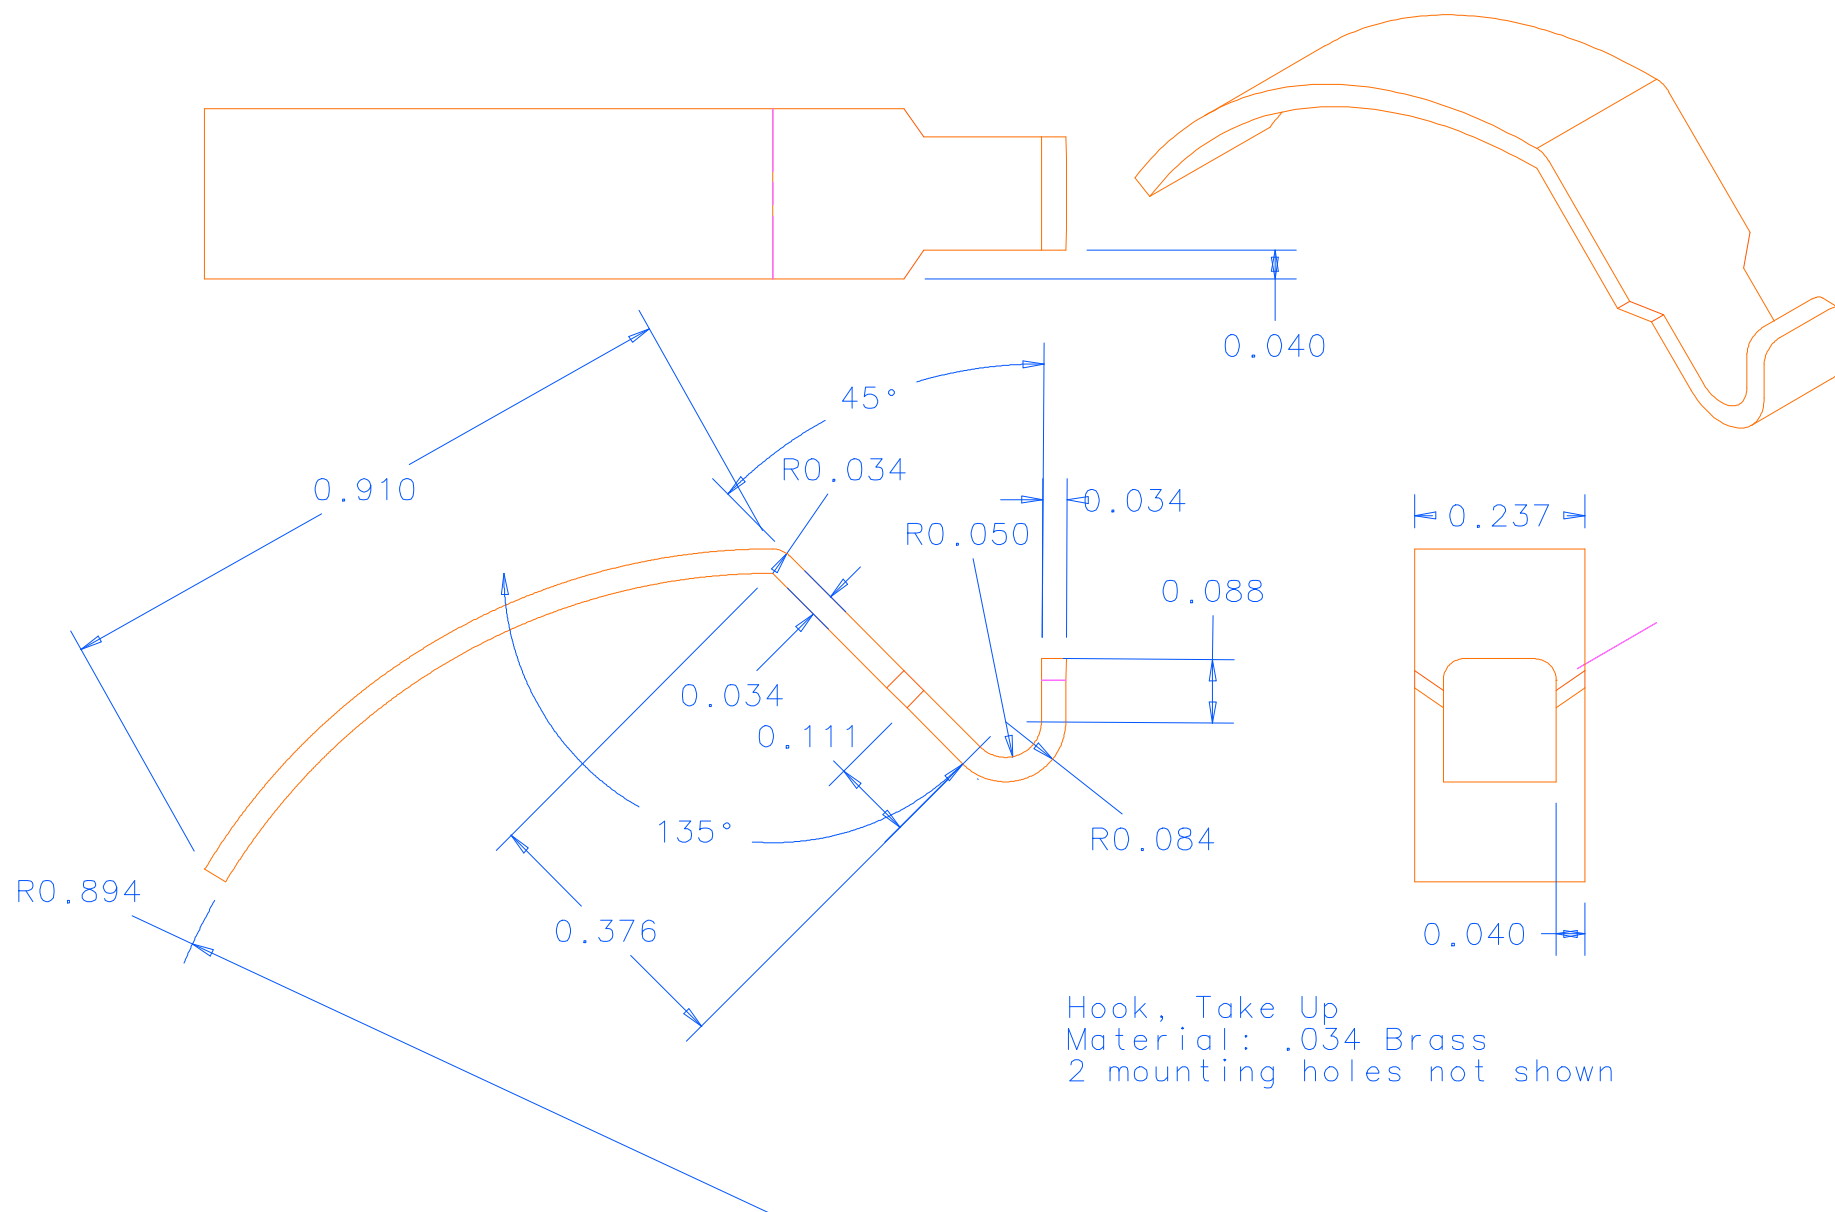 0.040
45°
R0.034
0.910
0.034
R0.050
0.237
0.088
0.034
0.111
135°
R0.084
R0.894
0.376
0.040
Hook, Take Up
Material: .034 Brass
2 mounting holes not shown